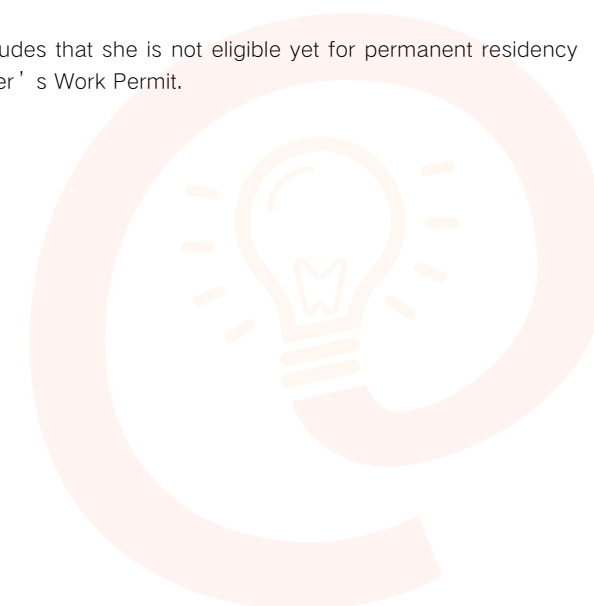 udes that she is not eligible yet for permanent residency
er’s Work Permit.